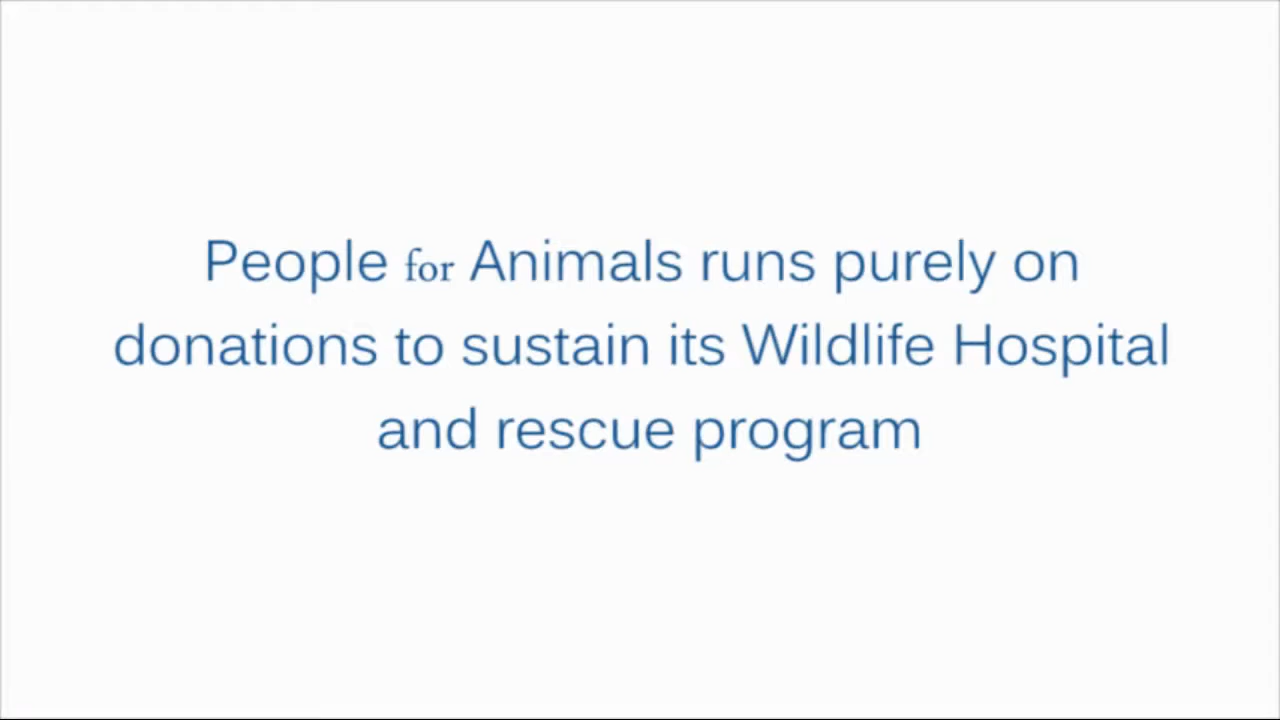 People for Animals runs purely on
donations to sustain its Wildlife Hospital
and rescue program